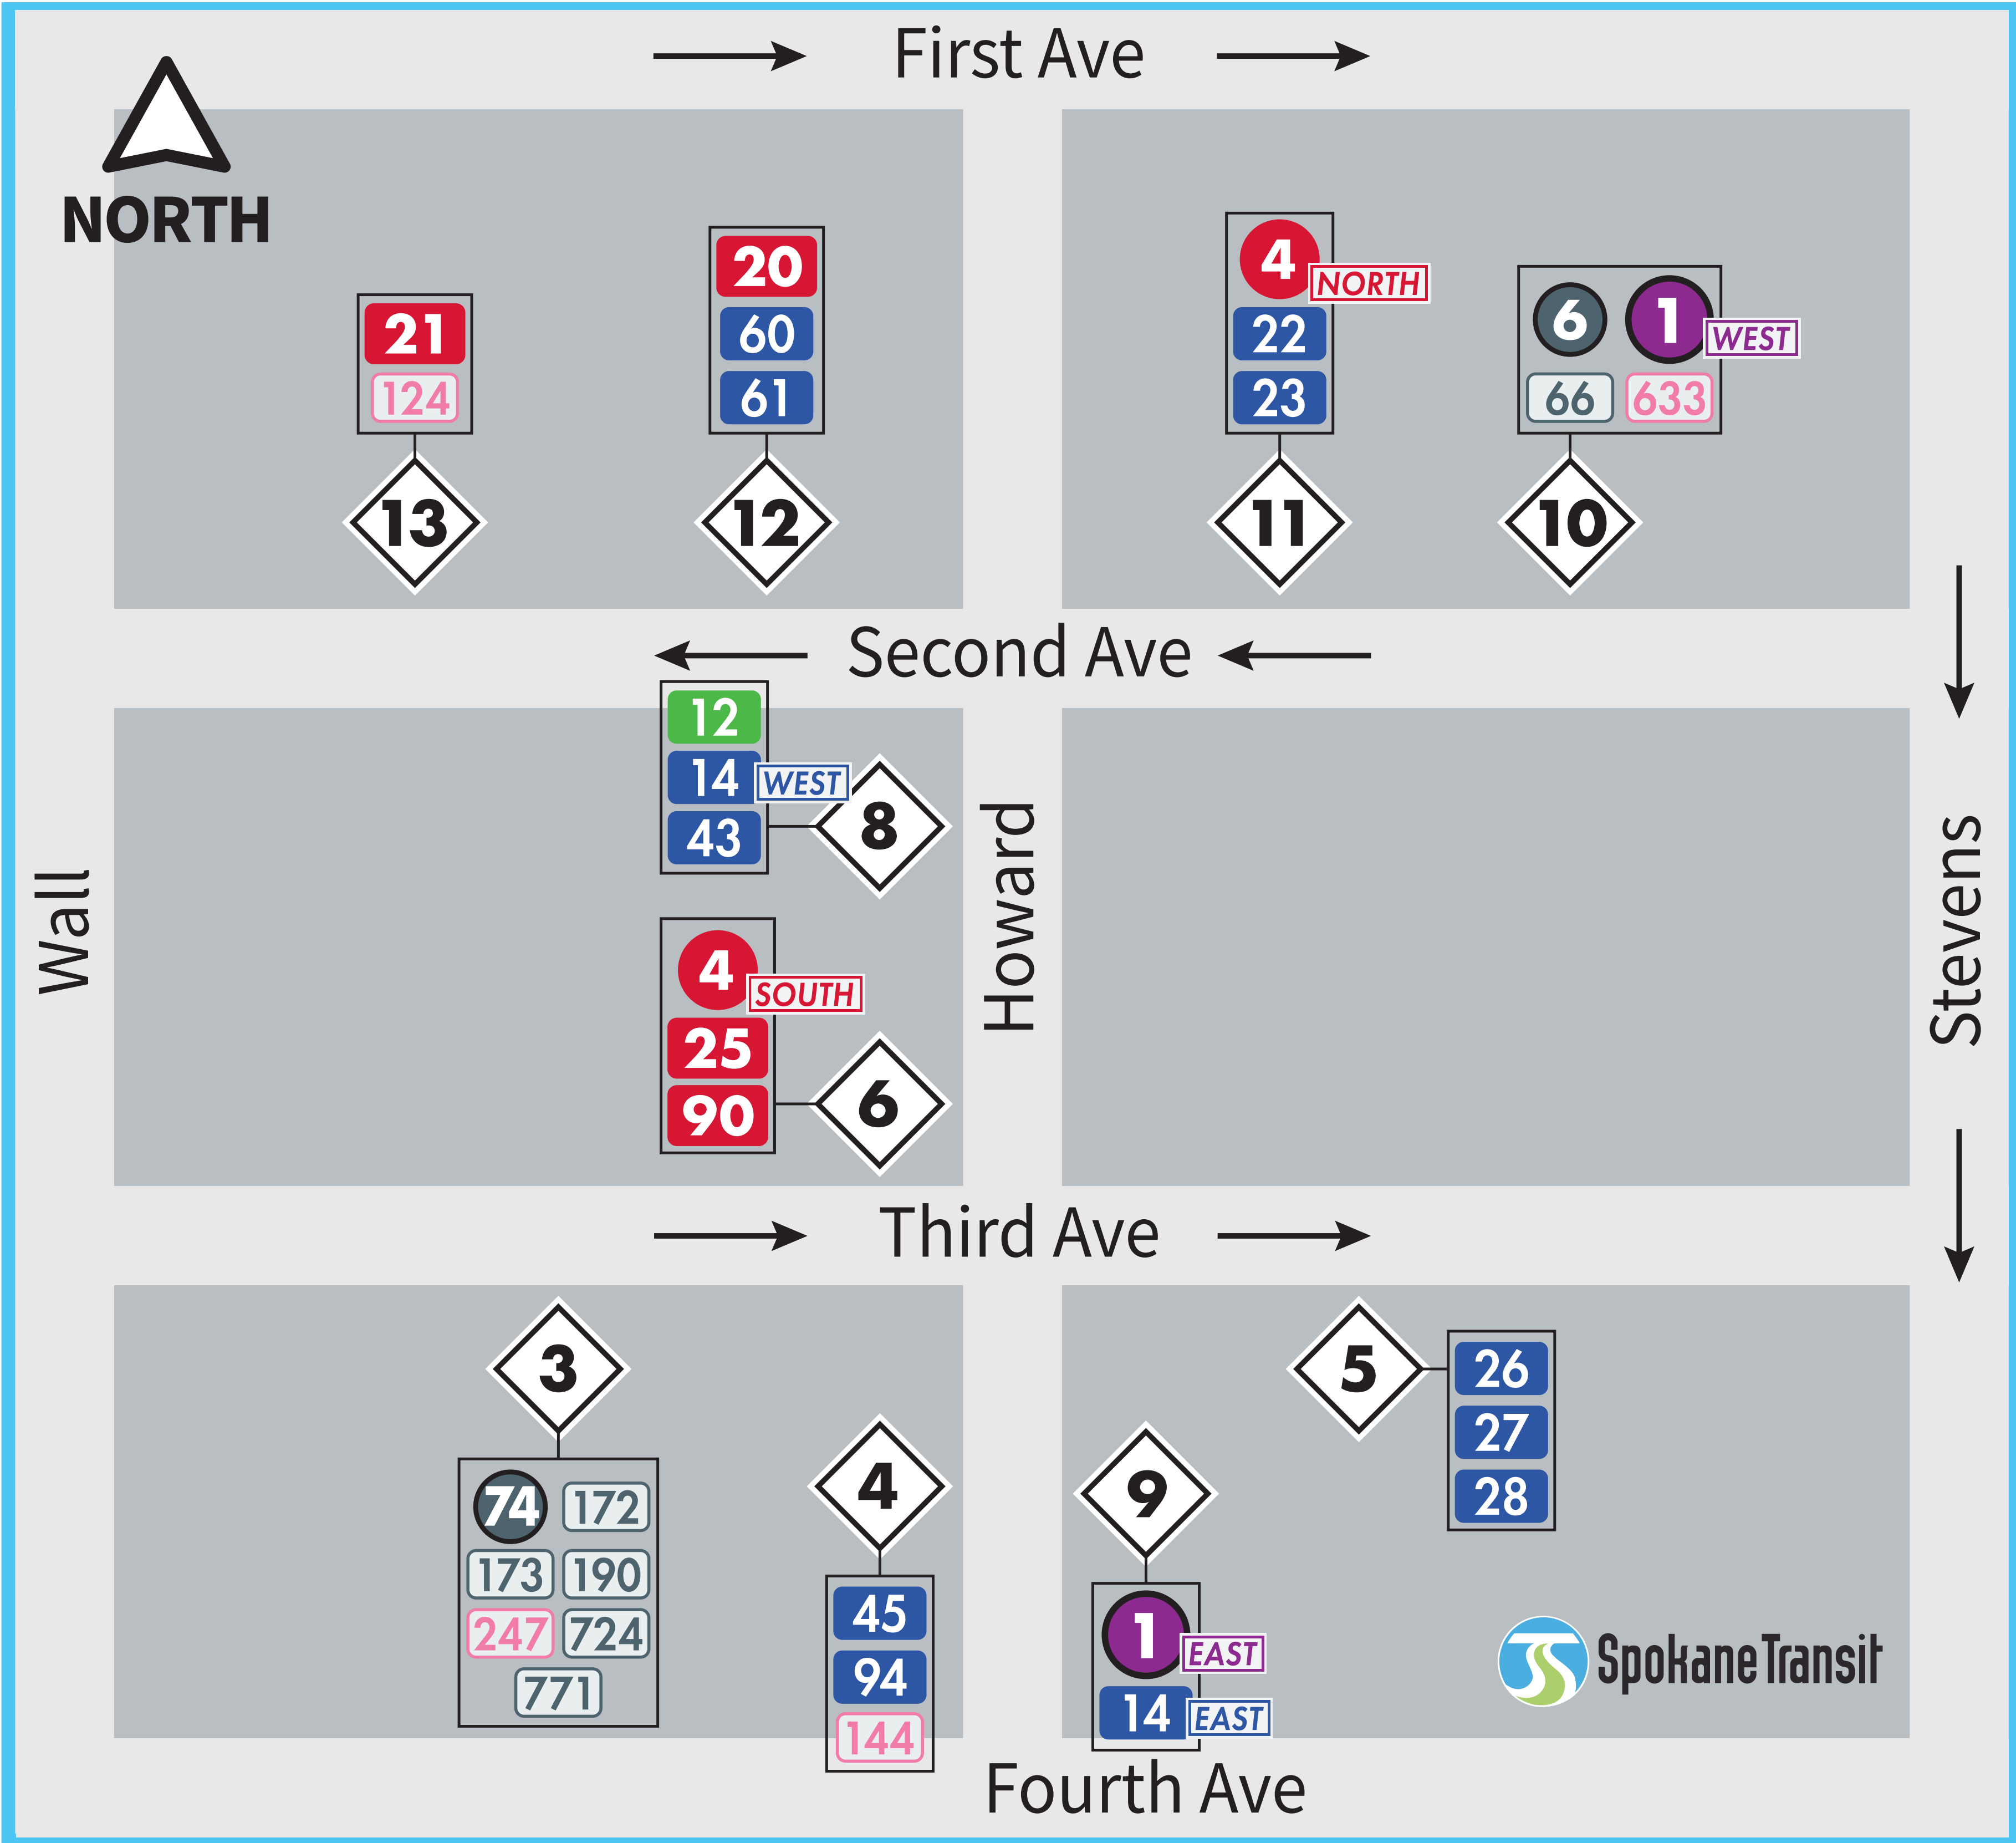 First Ave
NORTH
21
124
13
20
60
61
12
4 NORTH
22
23
11
6 1 WEST
66 633
10
Second Ave
12
14 WEST
43
8
Wall
Howard
Stevens
4 SOUTH
25
90
6
Third Ave
3
74 172
173 190
247 724
771
4
45
94
144
9
1 EAST
14 EAST
5
26
27
28
Spokane Transit
Fourth Ave